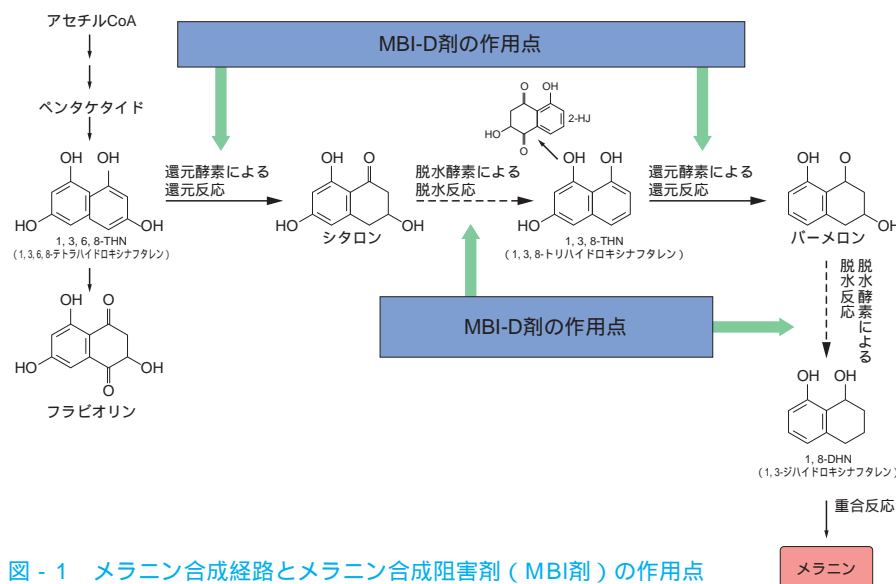 アセチルCoA
MBI-D剤の作用点
ペンタケタイド
O
OH
HO
O
2-HJ
OH
OH
HO
OH
1, 3, 6, 8-THN
(1, 3, 6, 8-テトラハイドロキシナフタレン)
還元酵素による
還元反応
OH
O
HO
OH
シタロン
脱水酵素による
脱水反応
OH
OH
HO
1, 3, 8-THN
(1, 3, 8-トリハイドロキシナフタレン)
還元酵素による
還元反応
OH
O
OH
バーメロン
脱水酵素による
脱水反応
MBI-D剤の作用点
OH
O
HO
OH
O
フラビオリン
OH
OH
1, 8-DHN
(1, 3-ジハイドロキシナフタレン)
重合反応
メラニン
図 - 1 メラニン合成経路とメラニン合成阻害剤(MBI剤)の作用点